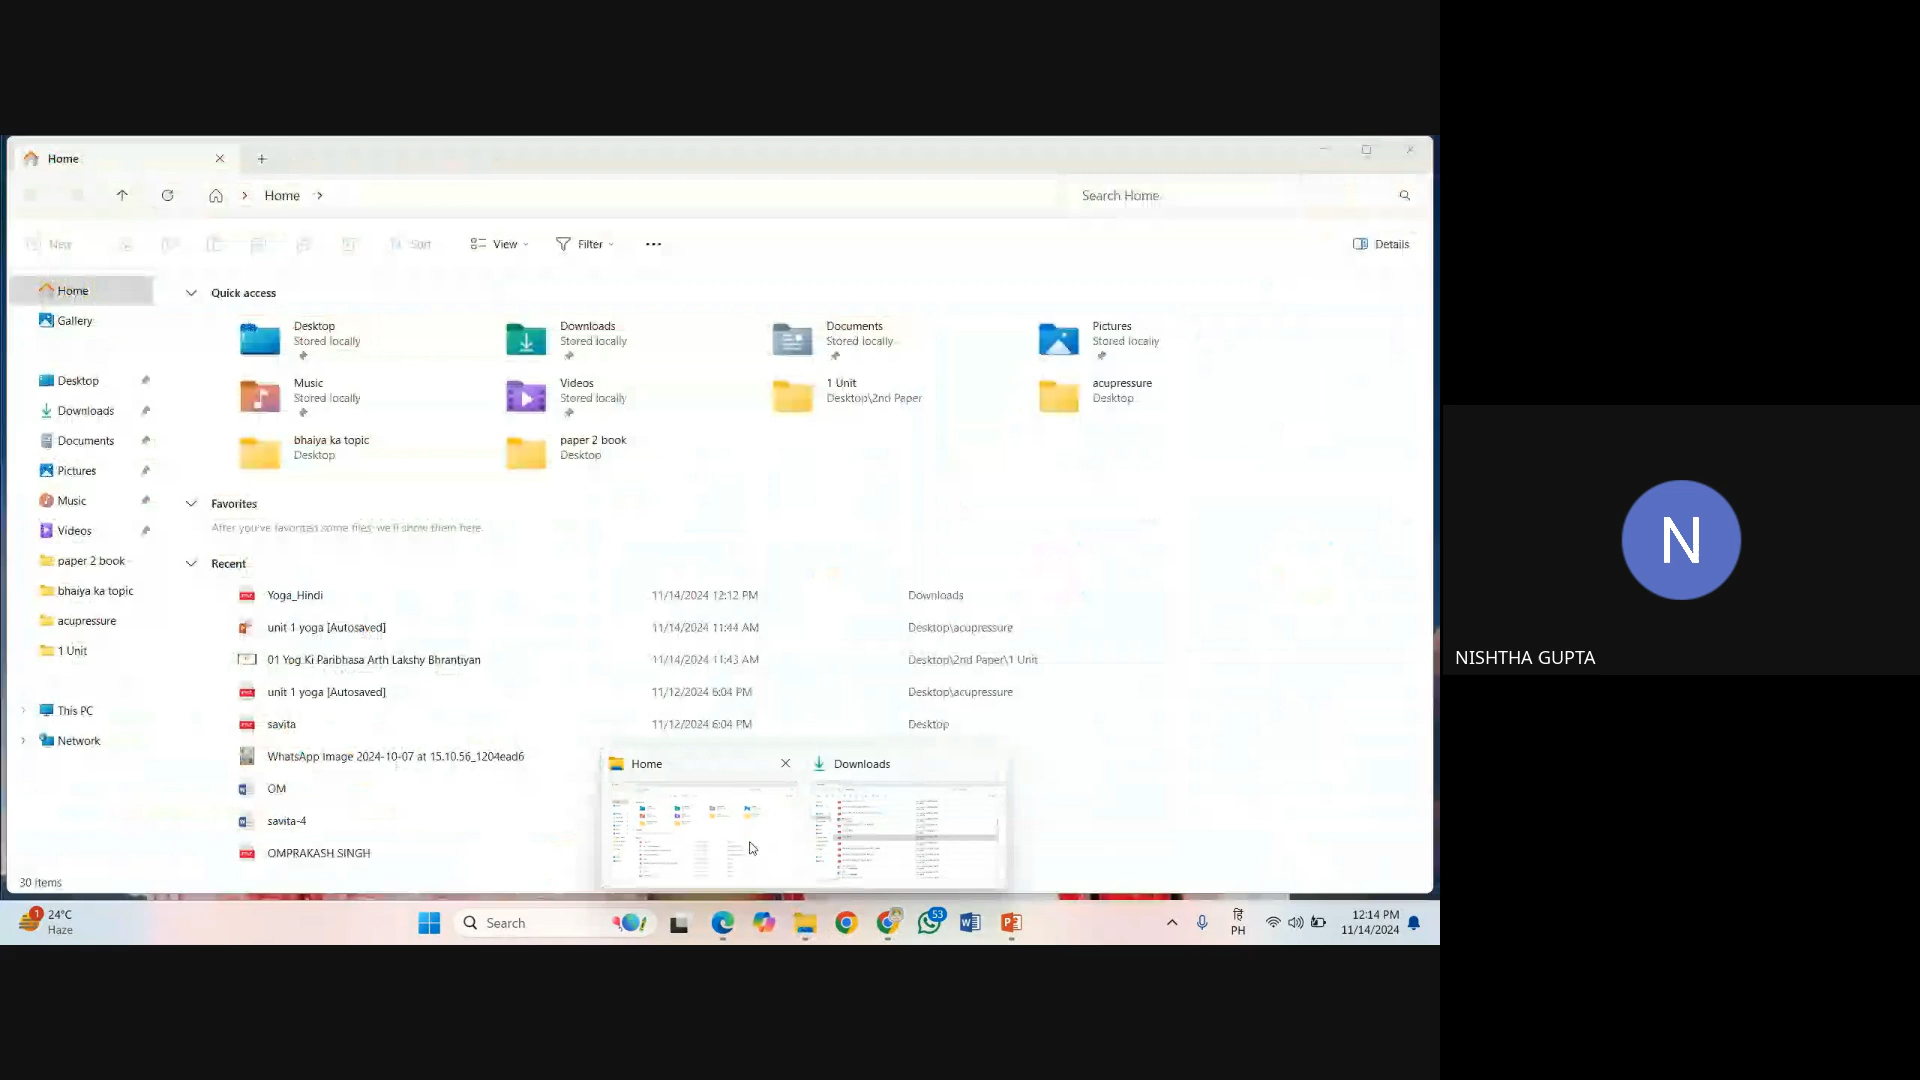 Home
Home
Search Home
New
Sort
View
Filter
Details
Home
Gallery
Desktop
Downloads
Documents
Pictures
Music
Videos
paper 2 book
bhaiya ka topic
acupressure
1 Unit
This PC
Network
Quick access
Desktop
Stored locally
Downloads
Stored locally
Documents
Stored locally
Pictures
Stored locally
Music
Stored locally
Videos
Stored locally
1 Unit
Desktop\2nd Paper
acupressure
Desktop
bhaiya ka topic
Desktop
paper 2 book
Desktop
Favorites
After you've favorited some files, we'll show them here.
Recent
Yoga_Hindi 11/14/2024 12:12 PM Downloads
unit 1 yoga [Autosaved] 11/14/2024 11:44 AM Desktop\acupressure
01 Yog Ki Paribhasa Arth Lakshy Bhrantiyan 11/14/2024 11:43 AM Desktop\2nd Paper\1 Unit
unit 1 yoga [Autosaved] 11/12/2024 6:04 PM Desktop\acupressure
savita 11/12/2024 6:04 PM Desktop
WhatsApp Image 2024-10-07 at 15.10.56_1204ead6
OM
savita-4
OMPRAKASH SINGH
Home
Downloads
30 items
1
24°C
Haze
Search
53
हिं
PH
12:14 PM
11/14/2024
N
NISHTHA GUPTA